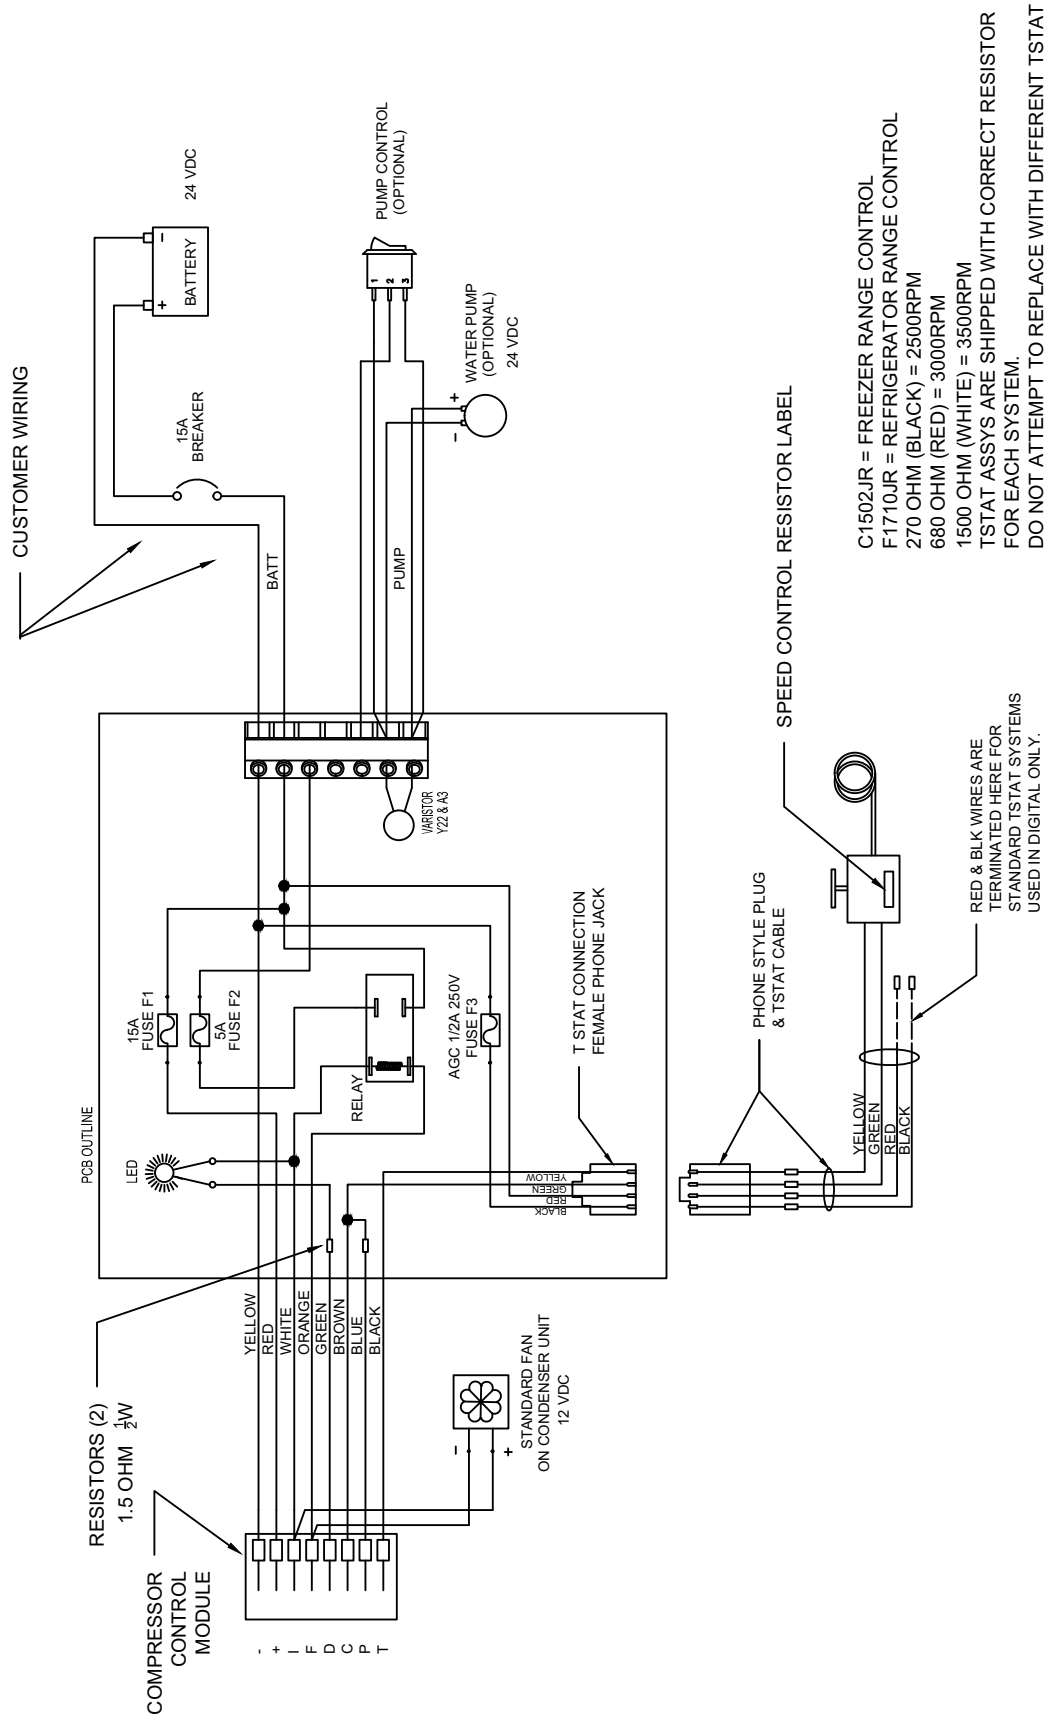 CUSTOMER WIRING
24 VDC
BATTERY
+
-
15A
BREAKER
BATT
PUMP CONTROL
(OPTIONAL)
1
2
3
WATER PUMP
(OPTIONAL)
24 VDC
+
-
PUMP
PCB OUTLINE
LED
15A
FUSE F1
5A
FUSE F2
RELAY
AGC 1/2A 250V
FUSE F3
VARISTOR
Y22 & A3
T STAT CONNECTION
FEMALE PHONE JACK
YELLOW
GREEN
RED
BLACK
RESISTORS (2)
1.5 OHM 1/2W
YELLOW
RED
WHITE
ORANGE
GREEN
BROWN
BLUE
BLACK
COMPRESSOR
CONTROL
MODULE
-
+
I
F
D
C
P
T
-
+
STANDARD FAN
ON CONDENSER UNIT
12 VDC
PHONE STYLE PLUG
& TSTAT CABLE
YELLOW
GREEN
RED
BLACK
SPEED CONTROL RESISTOR LABEL
RED & BLK WIRES ARE
TERMINATED HERE FOR
STANDARD TSTAT SYSTEMS
USED IN DIGITAL ONLY.
C1502JR = FREEZER RANGE CONTROL
F1710JR = REFRIGERATOR RANGE CONTROL
270 OHM (BLACK) = 2500RPM
680 OHM (RED) = 3000RPM
1500 OHM (WHITE) = 3500RPM
TSTAT ASSYS ARE SHIPPED WITH CORRECT RESISTOR
FOR EACH SYSTEM.
DO NOT ATTEMPT TO REPLACE WITH DIFFERENT TSTAT